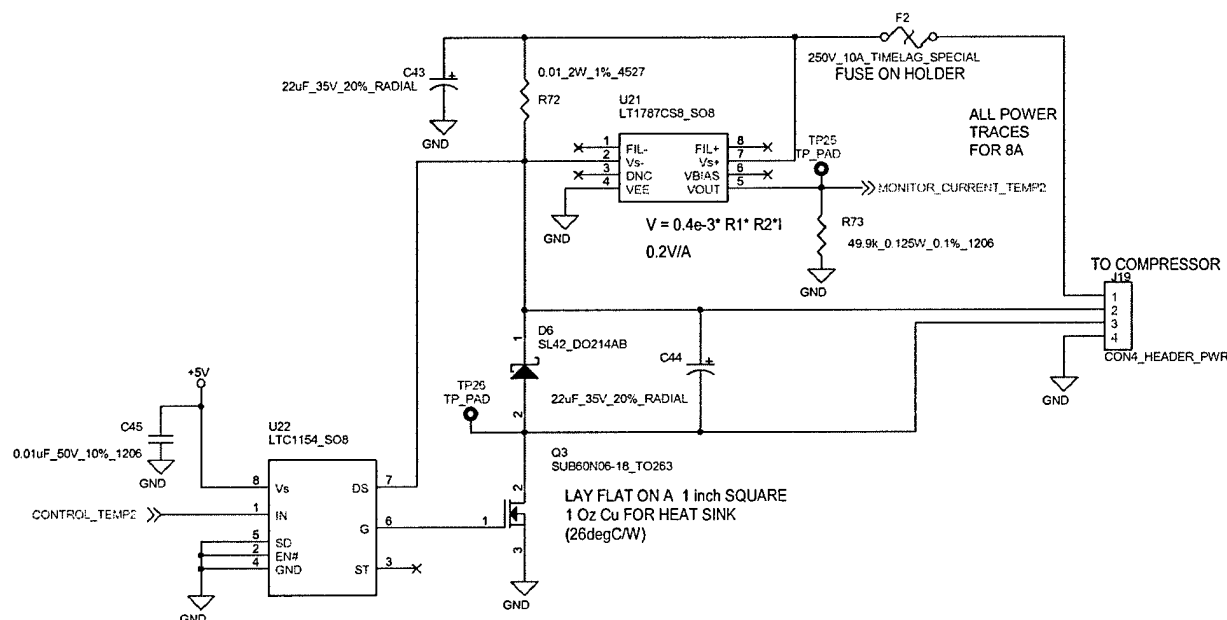 F2
250V_10A_TIMELAG_SPECIAL
FUSE ON HOLDER
C43
22uF_35V_20%_RADIAL
GND
0.01_2W_1%_4527
R72
U21
LT1787CS8_SO8
1 FIL- FIL+ 8
2 Vs- Vs+ 7
3 DNC VBIAS 6
4 VEE VOUT 5
GND
V = 0.4e-3* R1* R2*I
0.2V/A
ALL POWER
TRACES
FOR 8A
TP25
TP_PAD
MONITOR_CURRENT_TEMP2
R73
49.9k_0.125W_0.1%_1206
GND
TO COMPRESSOR
J19
1
2
3
4
CON4_HEADER_PWR
GND
1
D6
SL42_DO214AB
2
C44
22uF_35V_20%_RADIAL
TP26
TP_PAD
+5V
C45
0.01uF_50V_10%_1206
GND
U22
LTC1154_SO8
8 Vs DS 7
CONTROL_TEMP2
1 IN
G 6
5 SD
2 EN#
4 GND
ST 3
GND
Q3
SUB60N06-18_TO263
2
1
3
GND
LAY FLAT ON A 1 inch SQUARE
1 Oz Cu FOR HEAT SINK
(26degC/W)